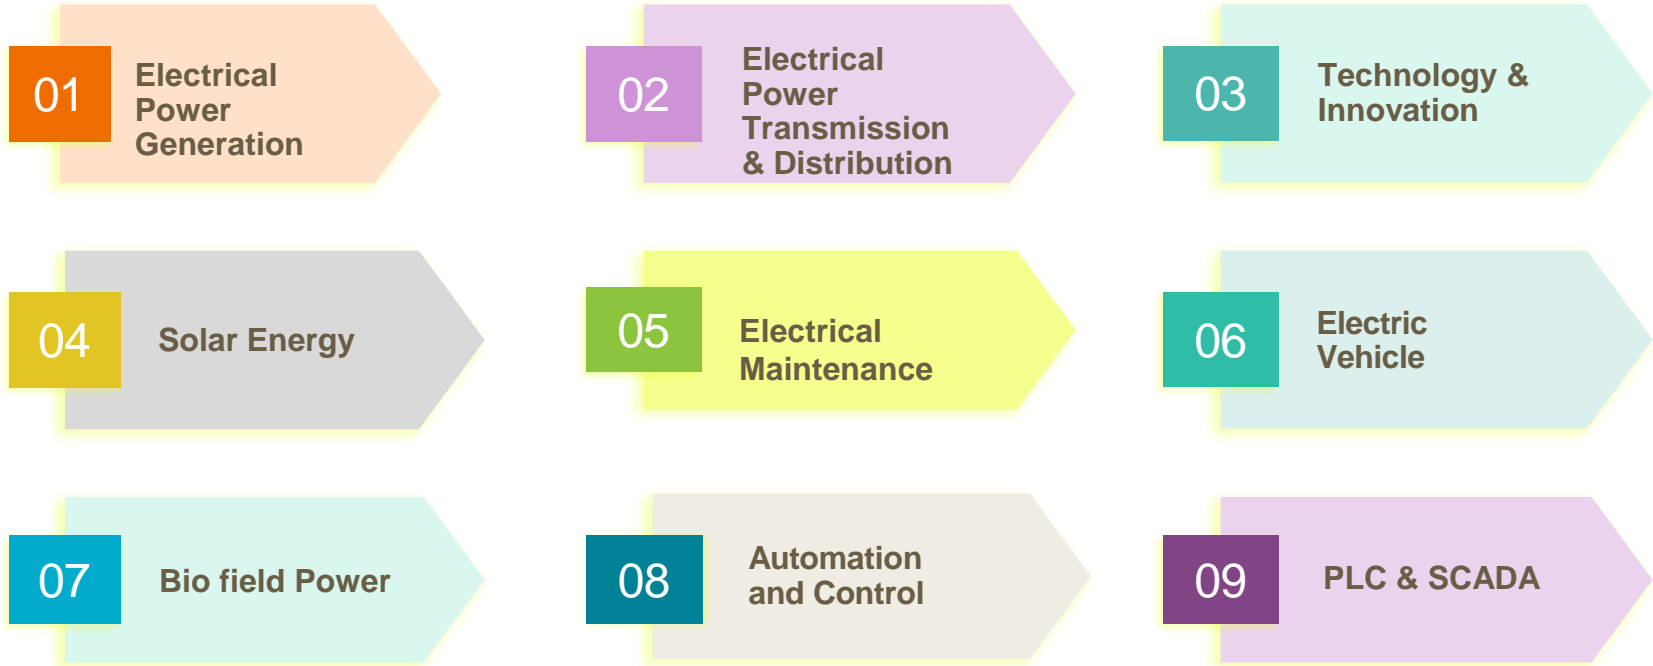 01
Electrical
Power
Generation
02
Electrical
Power
Transmission
& Distribution
03
Technology &
Innovation
04
Solar Energy
05
Electrical
Maintenance
06
Electric
Vehicle
07
Bio field Power
08
Automation
and Control
09
PLC & SCADA